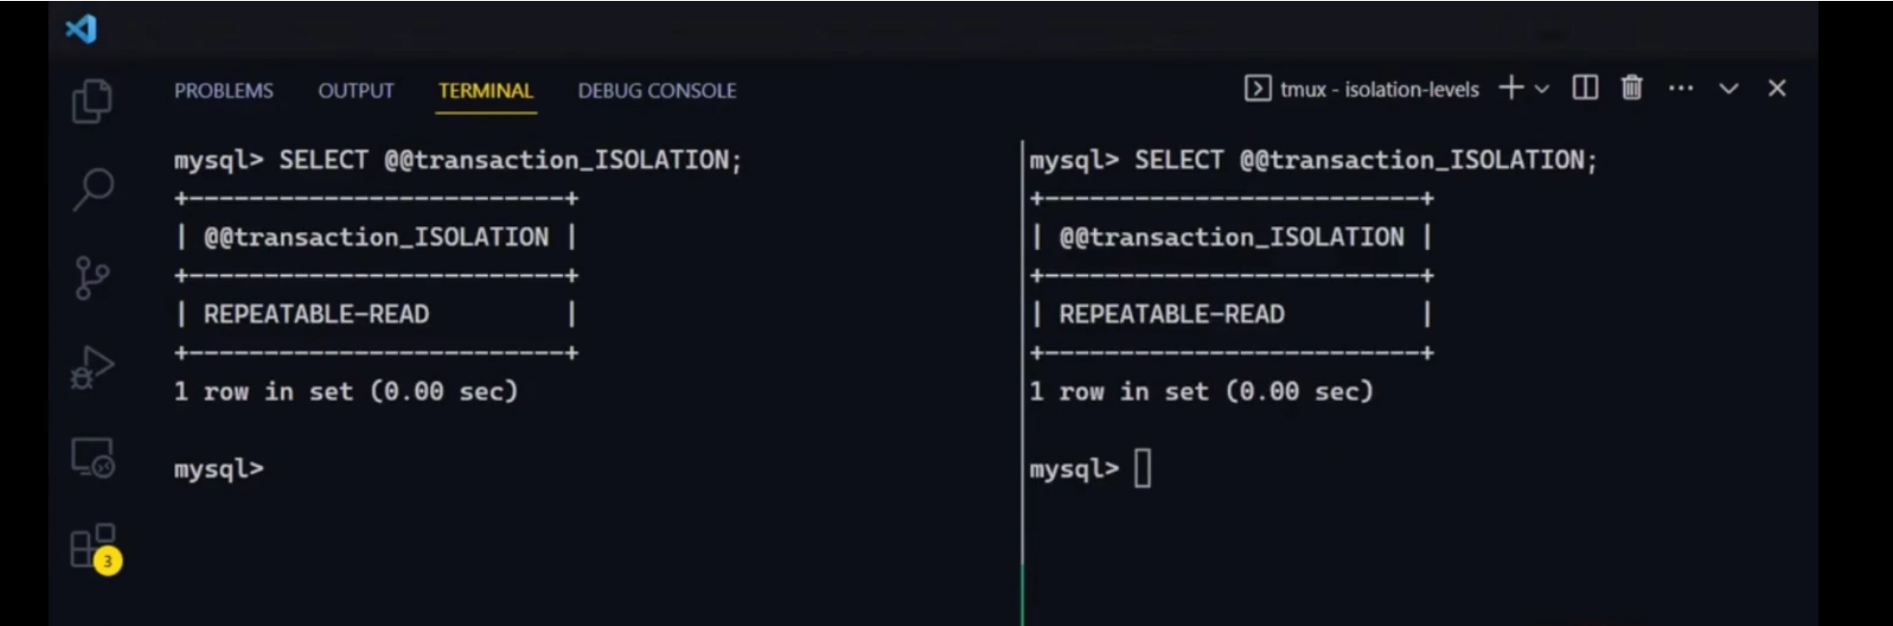 PROBLEMS OUTPUT TERMINAL DEBUG CONSOLE
tmux - isolation-levels
mysql> SELECT @@transaction_ISOLATION;
+-------------------------+
| @@transaction_ISOLATION |
+-------------------------+
| REPEATABLE-READ         |
+-------------------------+
1 row in set (0.00 sec)
mysql>
mysql> SELECT @@transaction_ISOLATION;
+-------------------------+
| @@transaction_ISOLATION |
+-------------------------+
| REPEATABLE-READ         |
+-------------------------+
1 row in set (0.00 sec)
mysql>
3